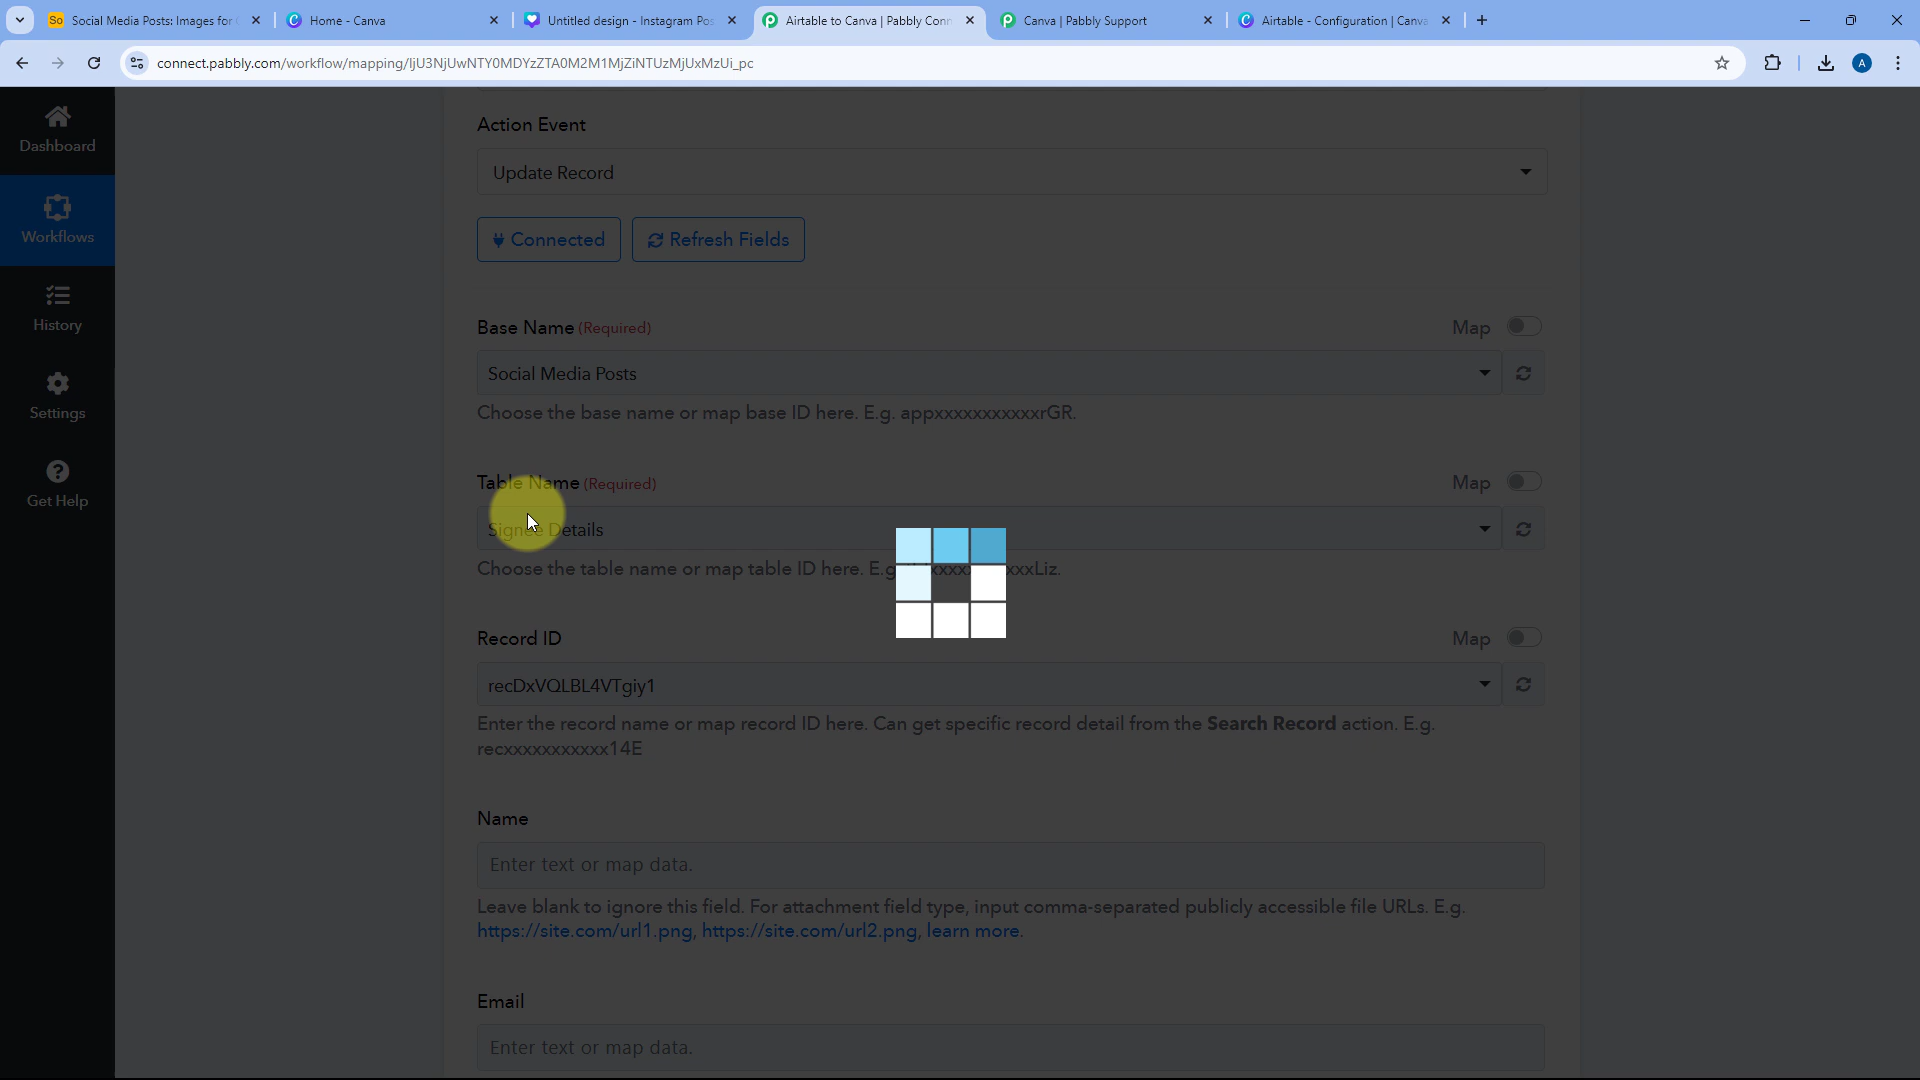 Social Media Posts: Images for
Home - Canva
Untitled design - Instagram Pos
Airtable to Canva | Pabbly Conn
Canva | Pabbly Support
Airtable - Configuration | Canva
connect.pabbly.com/workflow/mapping/IjU3NjUwNTY0MDYzZTA0M2M1MjZiNTUzMjUxMzUi_pc
A
Dashboard
Workflows
History
Settings
Get Help
Action Event
Update Record
Connected
Refresh Fields
Base Name (Required)
Map
Social Media Posts
Choose the base name or map base ID here. E.g. appxxxxxxxxxxxrGR.
Table Name (Required)
Map
Signee Details
Choose the table name or map table ID here. E.g.
Record ID
Map
recDxVQLBL4VTgiy1
Enter the record name or map record ID here. Can get specific record detail from the Search Record action. E.g.
recxxxxxxxxxxx14E
Name
Enter text or map data.
Leave blank to ignore this field. For attachment field type, input comma-separated publicly accessible file URLs. E.g.
https://site.com/url1.png, https://site.com/url2.png, learn more.
Email
Enter text or map data.